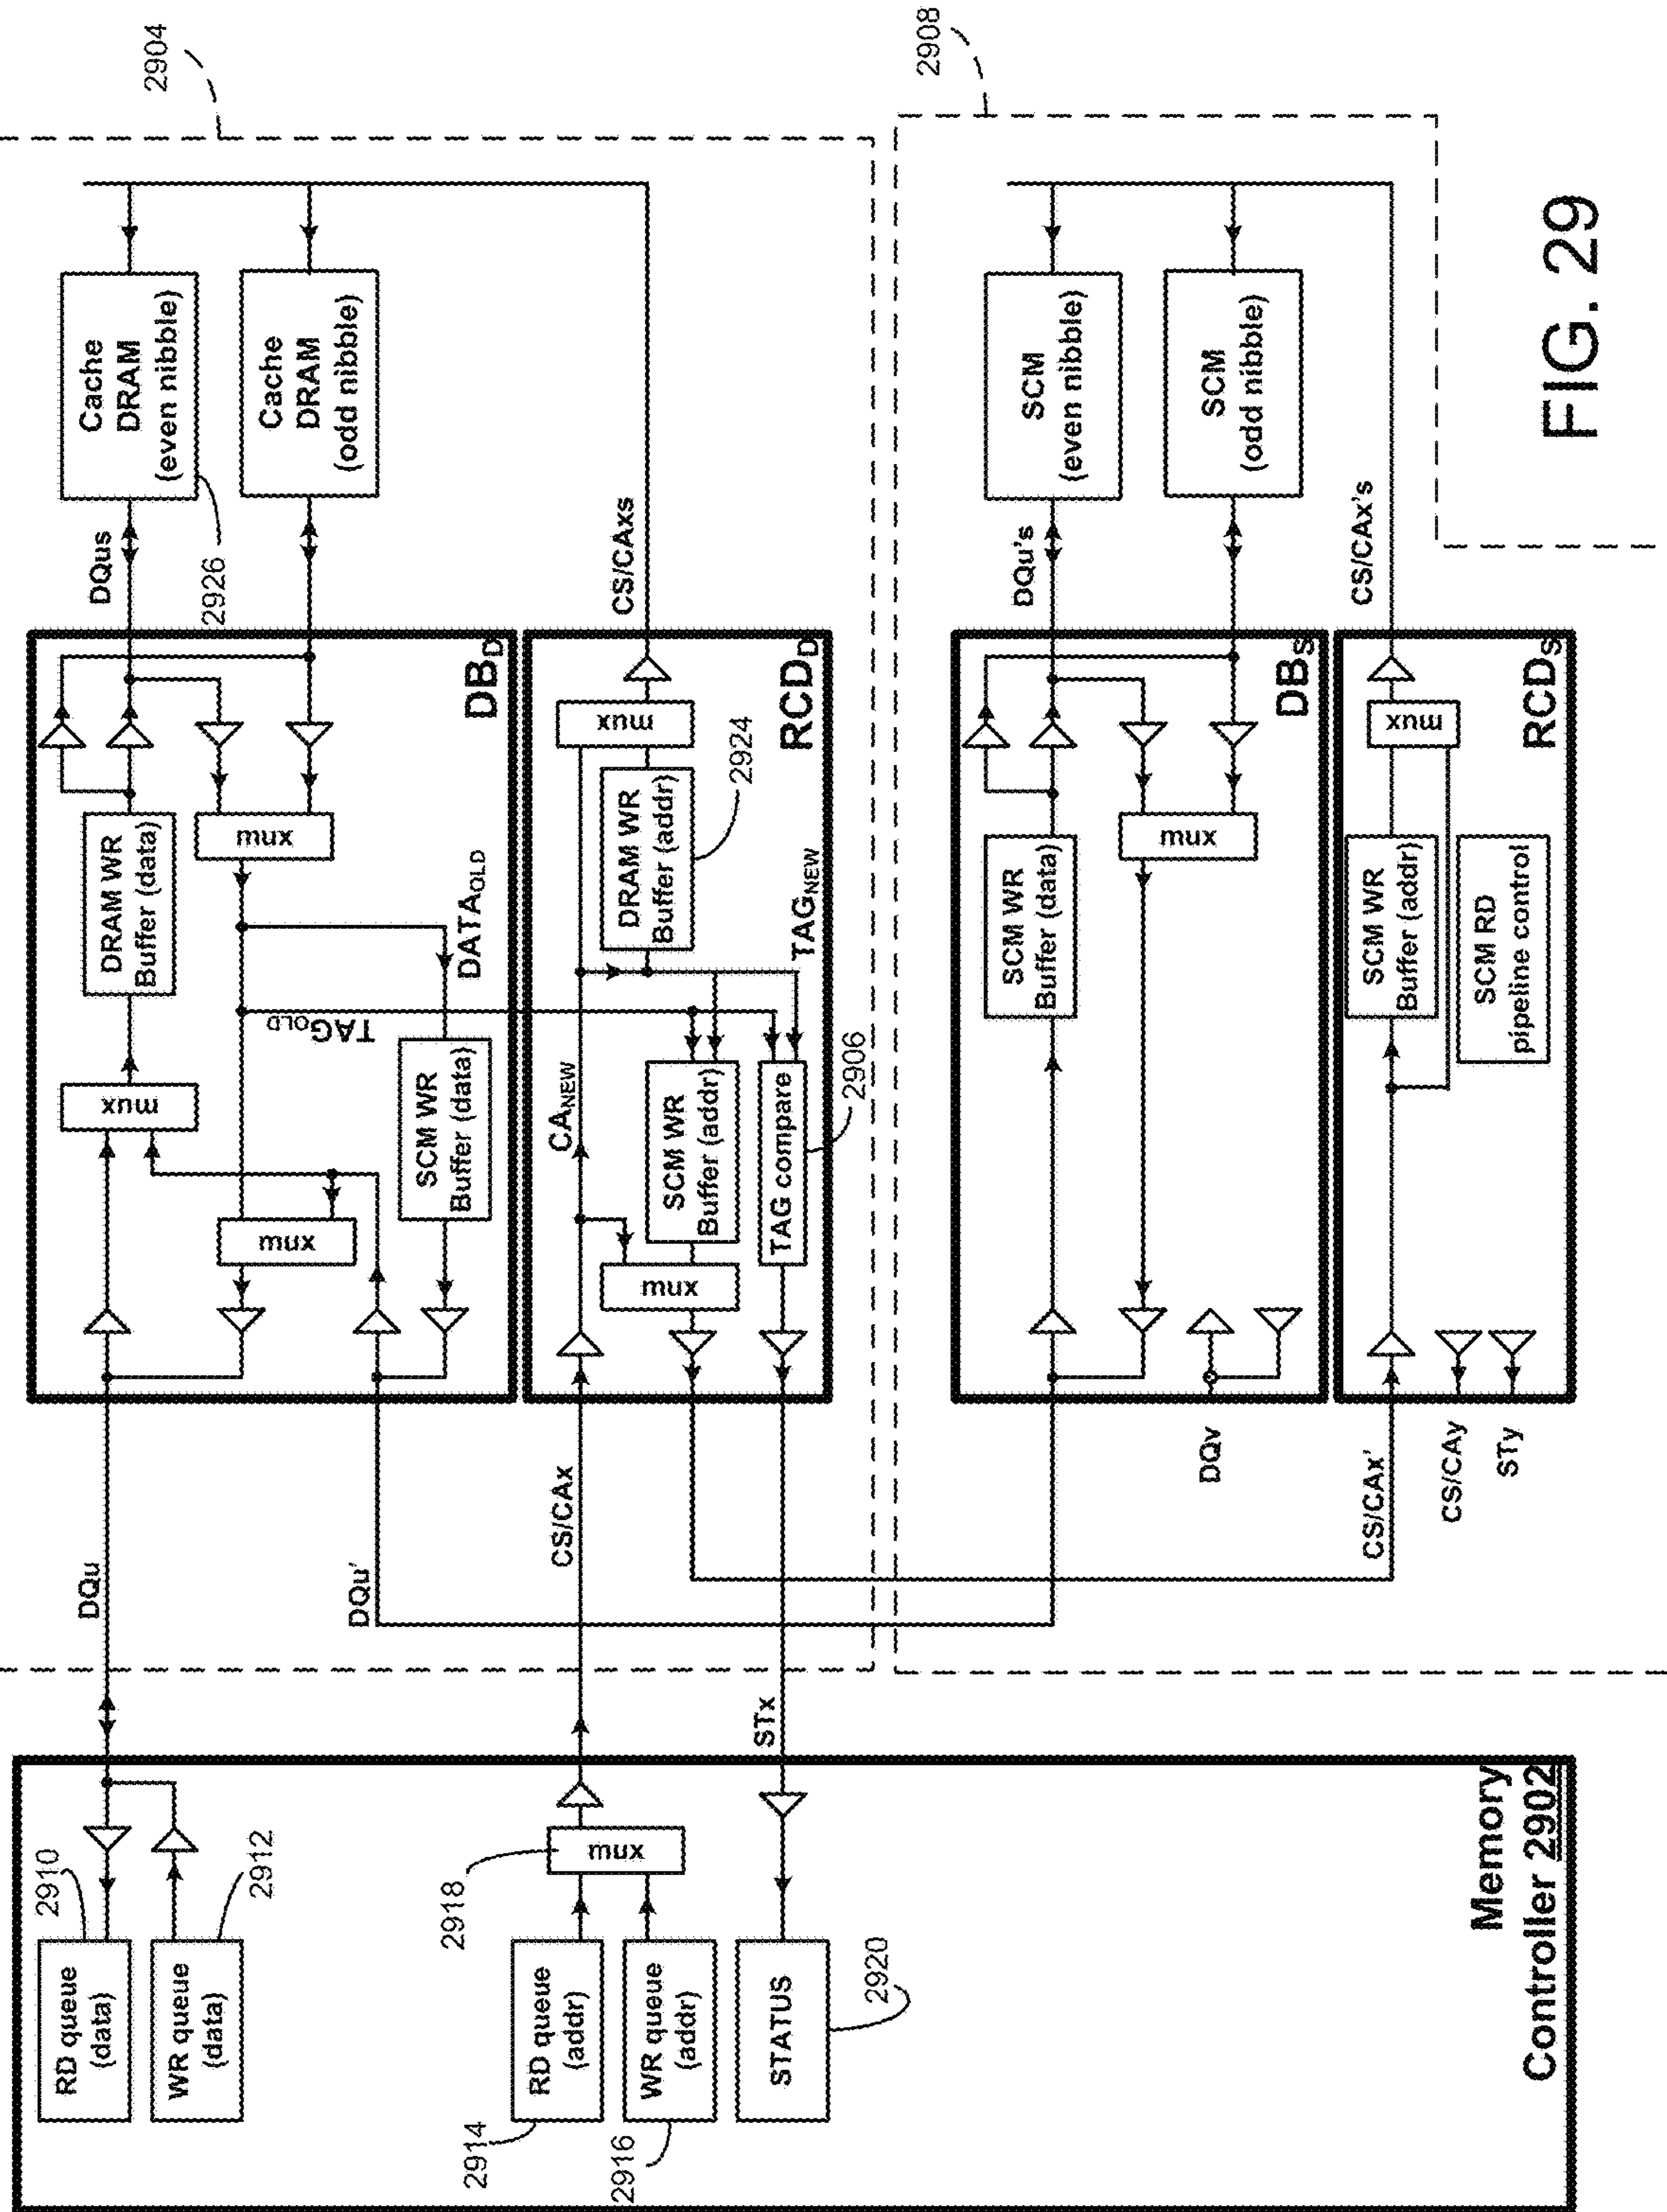 2904
2908
Memory
Controller 2902
RD queue
(data)
2910
WR queue
(data)
2912
RD queue
(addr)
2914
WR queue
(addr)
2916
mux
2918
STATUS
2920
DQu
DQu'
CS/CAx
STx
mux
DRAM WR
Buffer (data)
mux
mux
TAGOLD
DATAOLD
SCM WR
Buffer (data)
DBD
DQus
Cache
DRAM
(even nibble)
2926
Cache
DRAM
(odd nibble)
CANEW
mux
DRAM WR
Buffer (addr)
2924
TAGNEW
SCM WR
Buffer (addr)
mux
TAG compare
2906
RCDD
CS/CAxs
SCM WR
Buffer (data)
mux
DQv
DBS
DQu's
SCM
(even nibble)
SCM
(odd nibble)
CS/CAx'
CS/CAy
STy
SCM WR
Buffer (addr)
mux
SCM RD
pipeline control
RCDS
CS/CAx's
FIG. 29